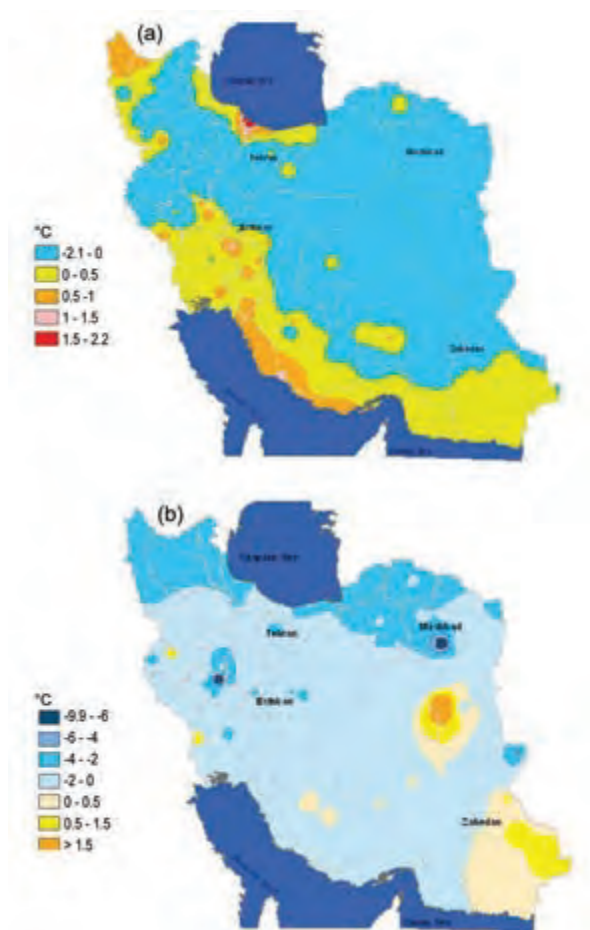 (a)
Tehran
Mashhad
°C
-2.1 - 0
0 - 0.5
0.5 - 1
1 - 1.5
1.5 - 2.2
Zahedan
(b)
Caspian Sea
Mashhad
Tehran
°C
-9.9 - -6
-6 - -4
-4 - -2
-2 - 0
0 - 0.5
0.5 - 1.5
> 1.5
Zahedan